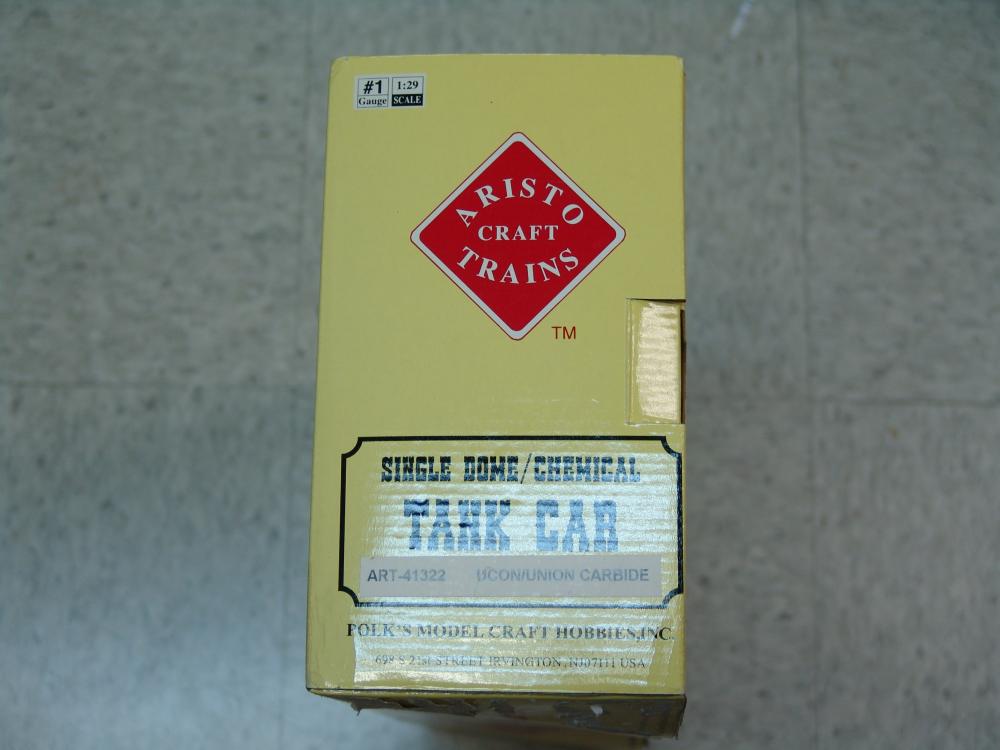 #1 1:29
Gauge SCALE
ARISTO
CRAFT
TRAINS
TM
SINGLE DOME/CHEMICAL
TANK CAR
ART-41322 UCON/UNION CARBIDE
POLK'S MODEL CRAFT HOBBIES,INC.
698 S 21st STREET IRVINGTON, NJ07111 USA